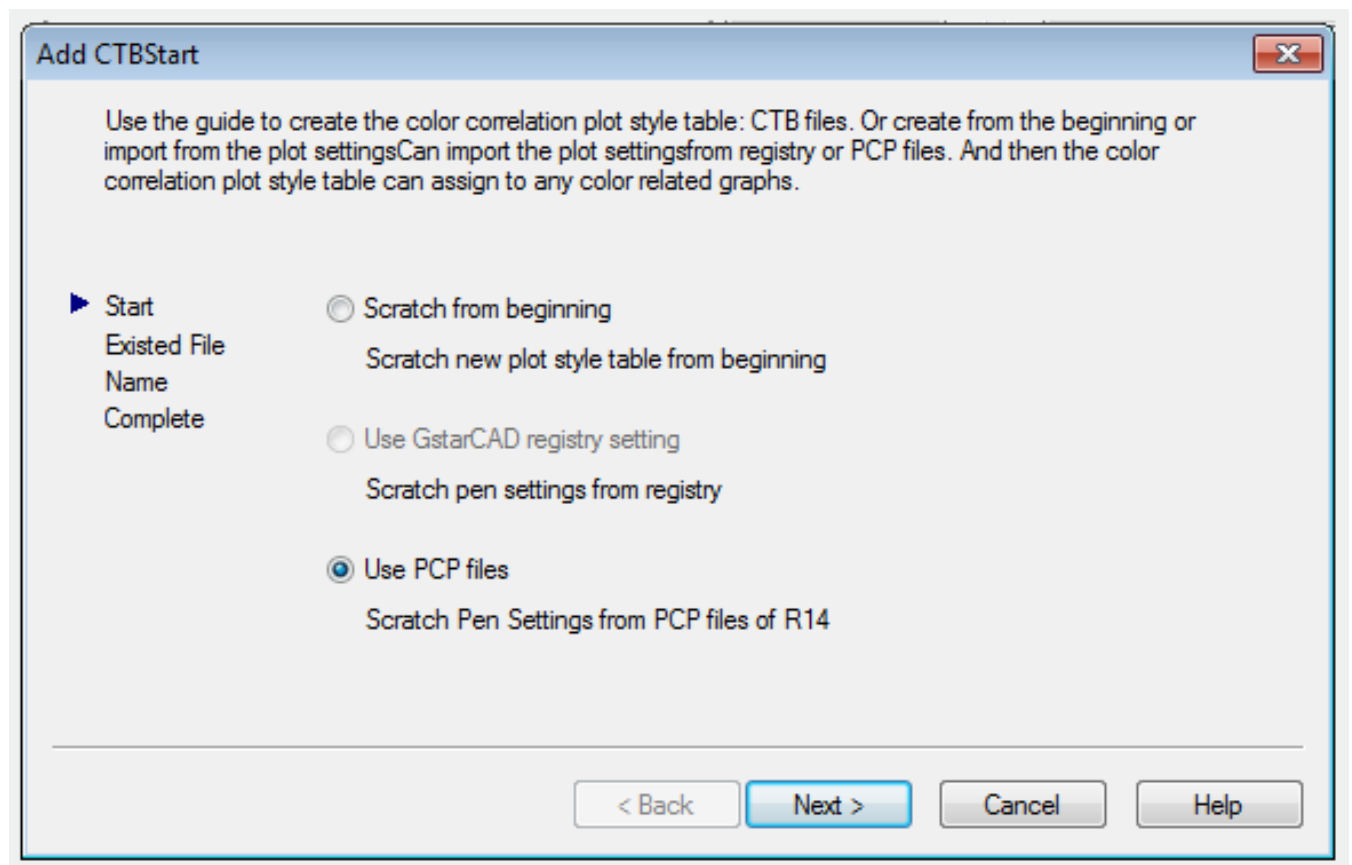 Add CTBStart
Use the guide to create the color correlation plot style table: CTB files. Or create from the beginning or
import from the plot settingsCan import the plot settingsfrom registry or PCP files. And then the color
correlation plot style table can assign to any color related graphs.
Start
Existed File
Name
Complete
Scratch from beginning
Scratch new plot style table from beginning
Use GstarCAD registry setting
Scratch pen settings from registry
Use PCP files
Scratch Pen Settings from PCP files of R14
< Back
Next >
Cancel
Help